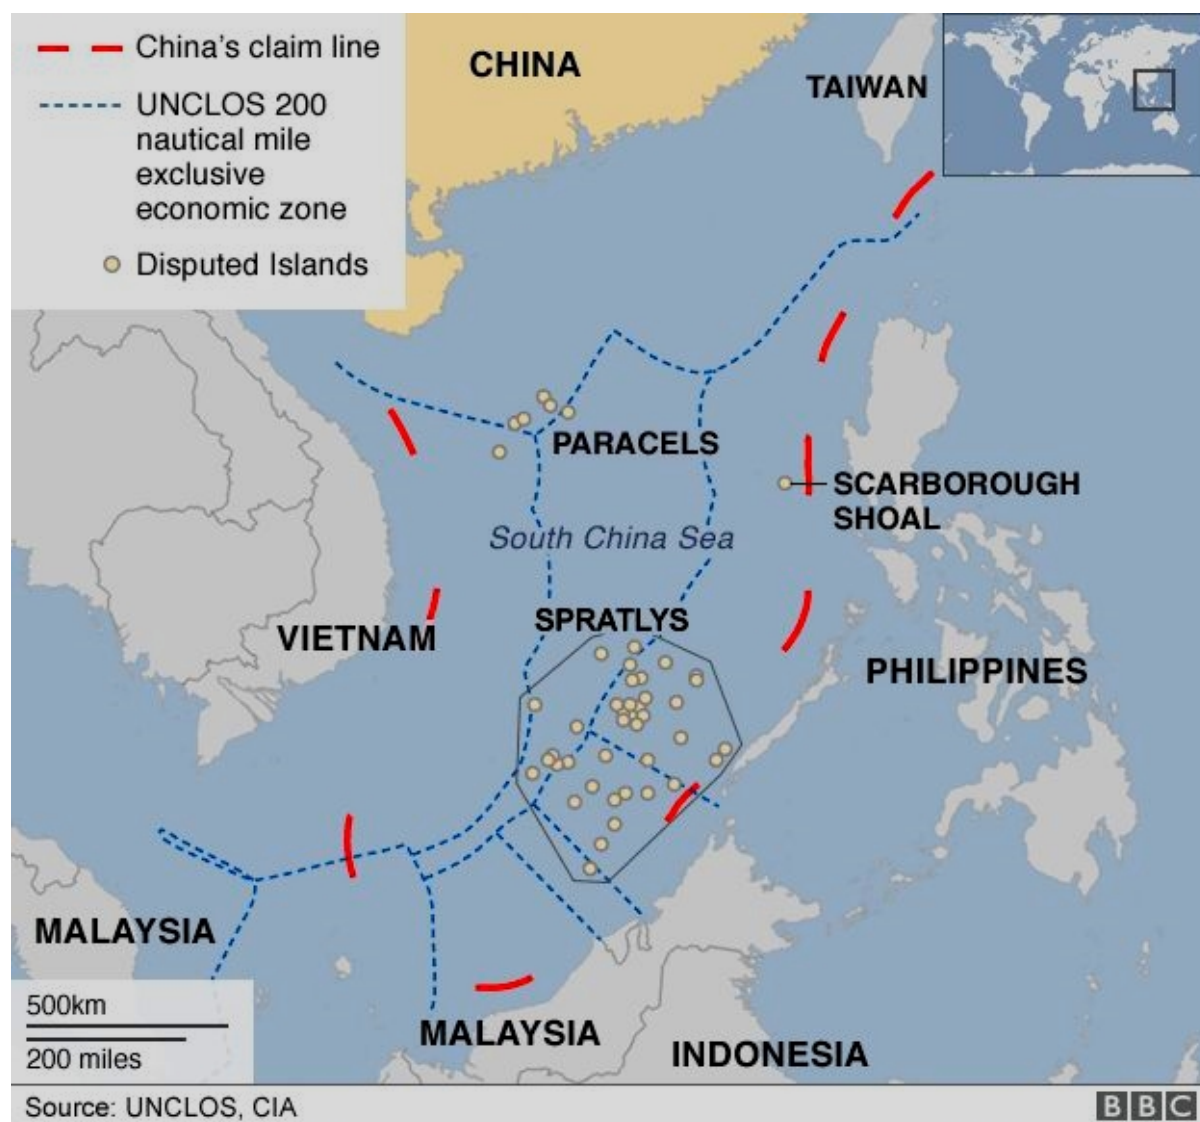 China's claim line
UNCLOS 200
nautical mile
exclusive
economic zone
Disputed Islands
CHINA
TAIWAN
PARACELS
SCARBOROUGH
SHOAL
South China Sea
SPRATLYS
VIETNAM
PHILIPPINES
MALAYSIA
MALAYSIA
INDONESIA
500km
200 miles
Source: UNCLOS, CIA
BBC